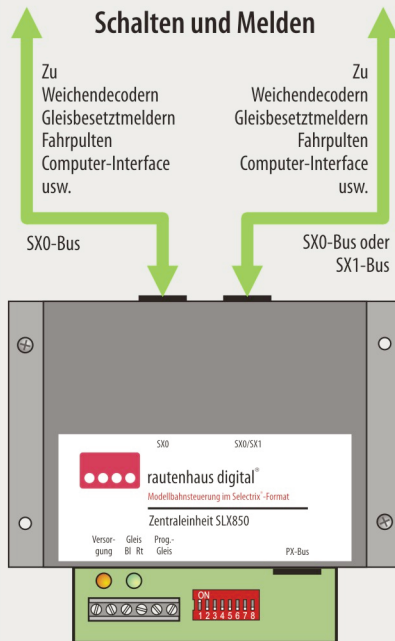 Schalten und Melden
Zu
Weichendecodern
Gleisbesetztmeldern
Fahrpulten
Computer-Interface
usw.
Zu
Weichendecodern
Gleisbesetztmeldern
Fahrpulten
Computer-Interface
usw.
SX0-Bus
SX0-Bus oder
SX1-Bus
SX0
SX0/SX1
rautenhaus digital®
Modellbahnsteuerung im Selectrix®-Format
Zentraleinheit SLX850
Versor-
gung
Gleis
Bl Rt
Prog.-
Gleis
PX-Bus
ON
1 2 3 4 5 6 7 8